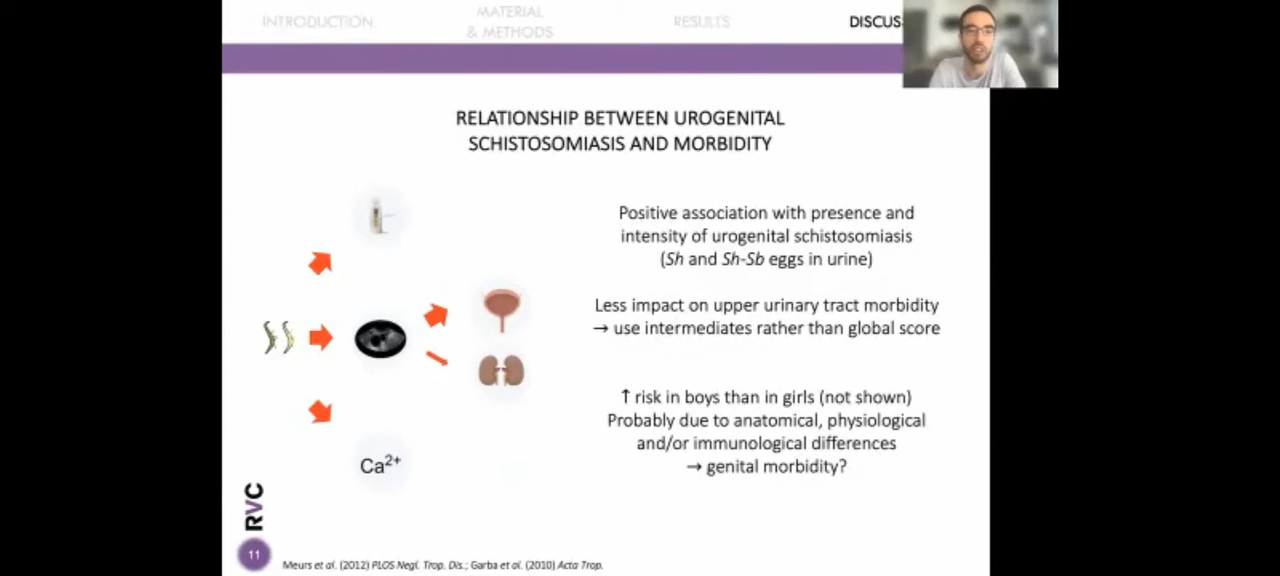 INTRODUCTION
MATERIAL
& METHODS
RESULTS
DISCUS
RELATIONSHIP BETWEEN UROGENITAL
SCHISTOSOMIASIS AND MORBIDITY
Positive association with presence and
intensity of urogenital schistosomiasis
(Sh and Sh-Sb eggs in urine)
Less impact on upper urinary tract morbidity
→ use intermediates rather than global score
↑ risk in boys than in girls (not shown)
Probably due to anatomical, physiological
and/or immunological differences
→ genital morbidity?
Ca²⁺
RVC
11
Meurs et al. (2012) PLOS Negl. Trop. Dis.; Garba et al. (2010) Acta Trop.